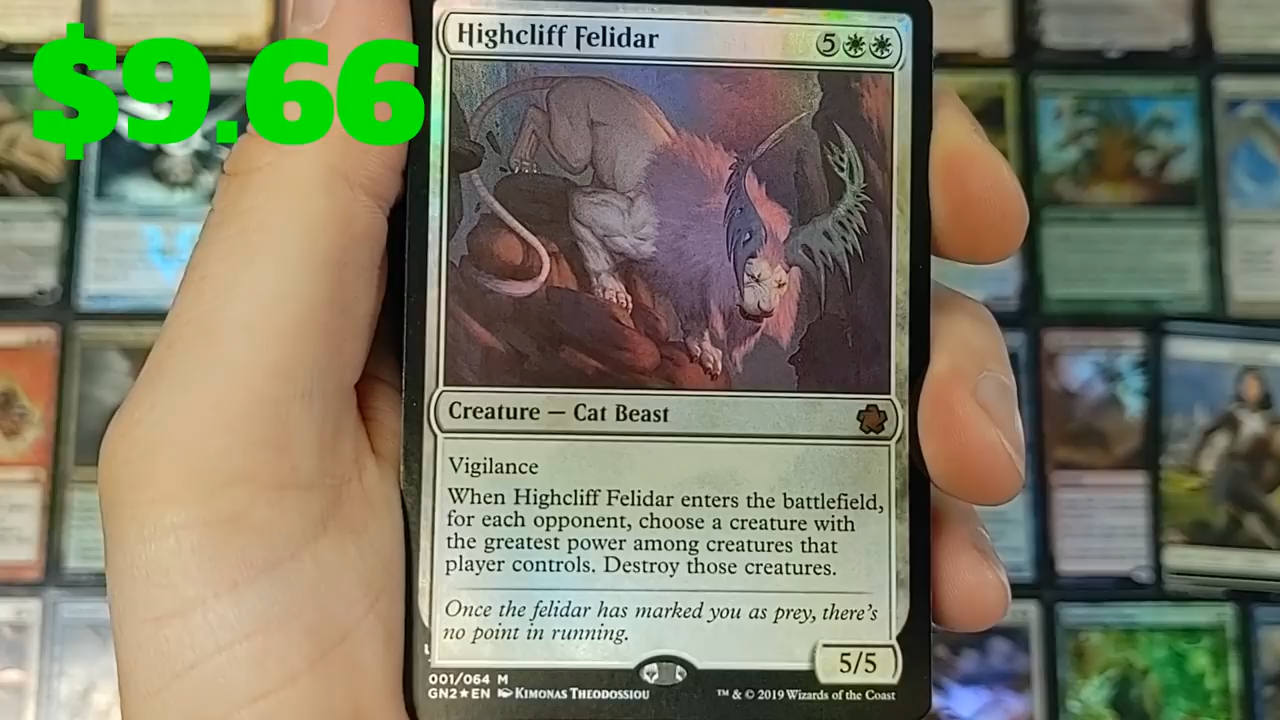 $9.66
Highcliff Felidar
5
Creature — Cat Beast
Vigilance
When Highcliff Felidar enters the battlefield,
for each opponent, choose a creature with
the greatest power among creatures that
player controls. Destroy those creatures.
Once the felidar has marked you as prey, there's
no point in running.
5/5
001/064 M
GN2★EN Kimonas Theodossiou
™ & © 2019 Wizards of the Coast